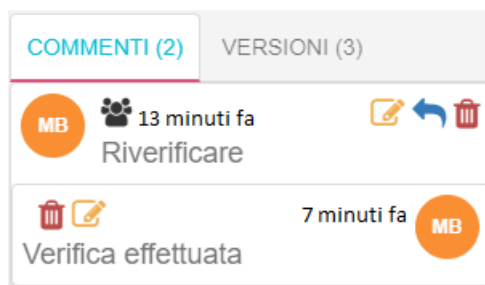 COMMENTI (2) VERSIONI (3)
MB 13 minuti fa
Riverificare
7 minuti fa MB
Verifica effettuata